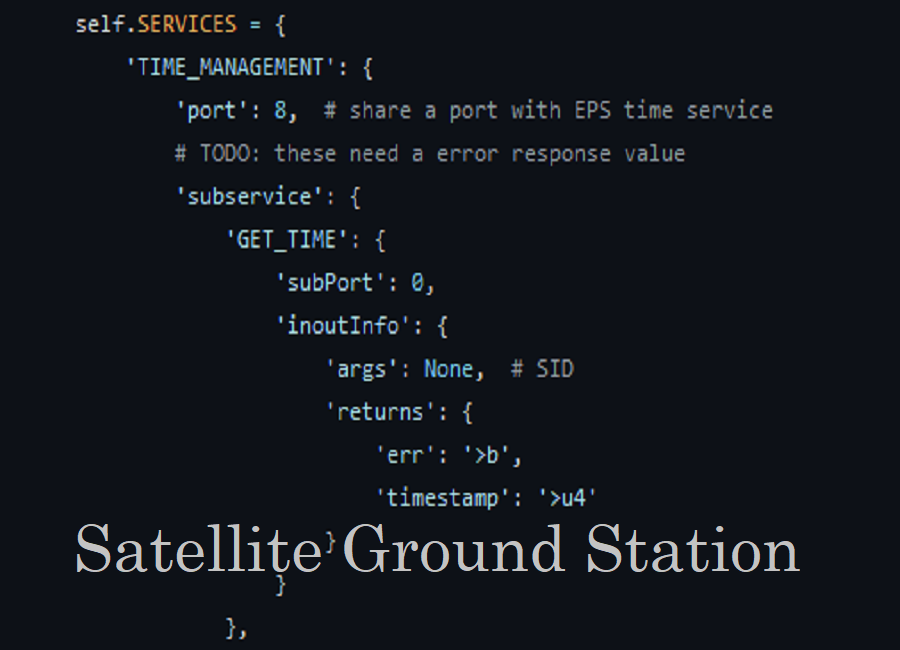 self.SERVICES = {
    'TIME_MANAGEMENT': {
        'port': 8,  # share a port with EPS time service
        # TODO: these need a error response value
        'subservice': {
            'GET_TIME': {
                'subPort': 0,
                'inoutInfo': {
                    'args': None,  # SID
                    'returns': {
                        'err': '>b',
                        'timestamp': '>u4'
                    }
Satellite Ground Station
                }
            },